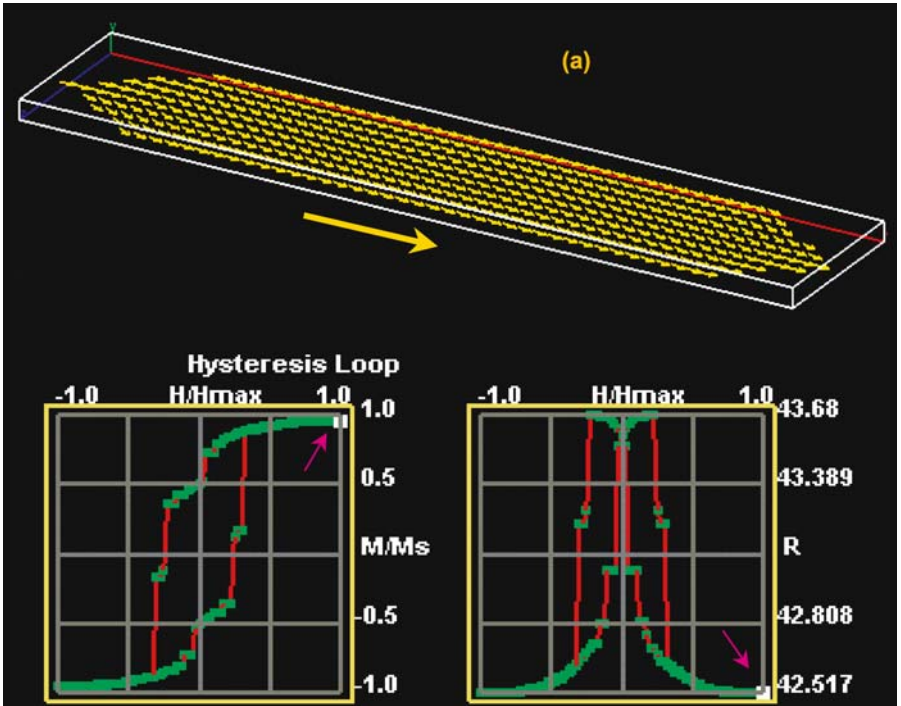 y
(a)
Hysteresis Loop
-1.0 H/Hmax 1.0
1.0
0.5
M/Ms
-0.5
-1.0
-1.0 H/Hmax 1.0
43.68
43.389
R
42.808
42.517